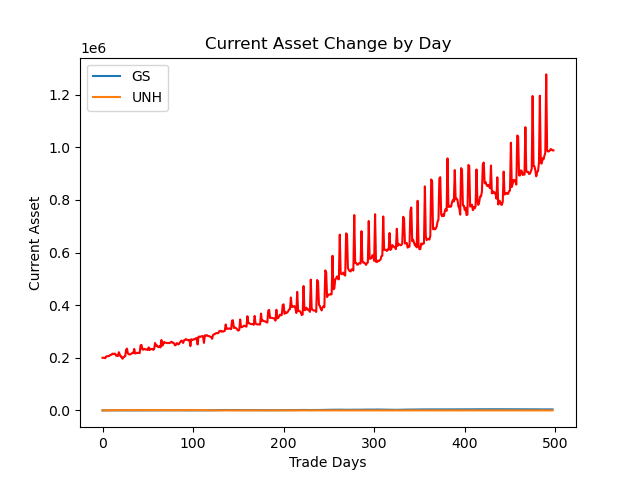 Current Asset Change by Day
1e6
GS
UNH
1.2
1.0
0.8
0.6
0.4
0.2
0.0
Current Asset
0 100 200 300 400 500
Trade Days